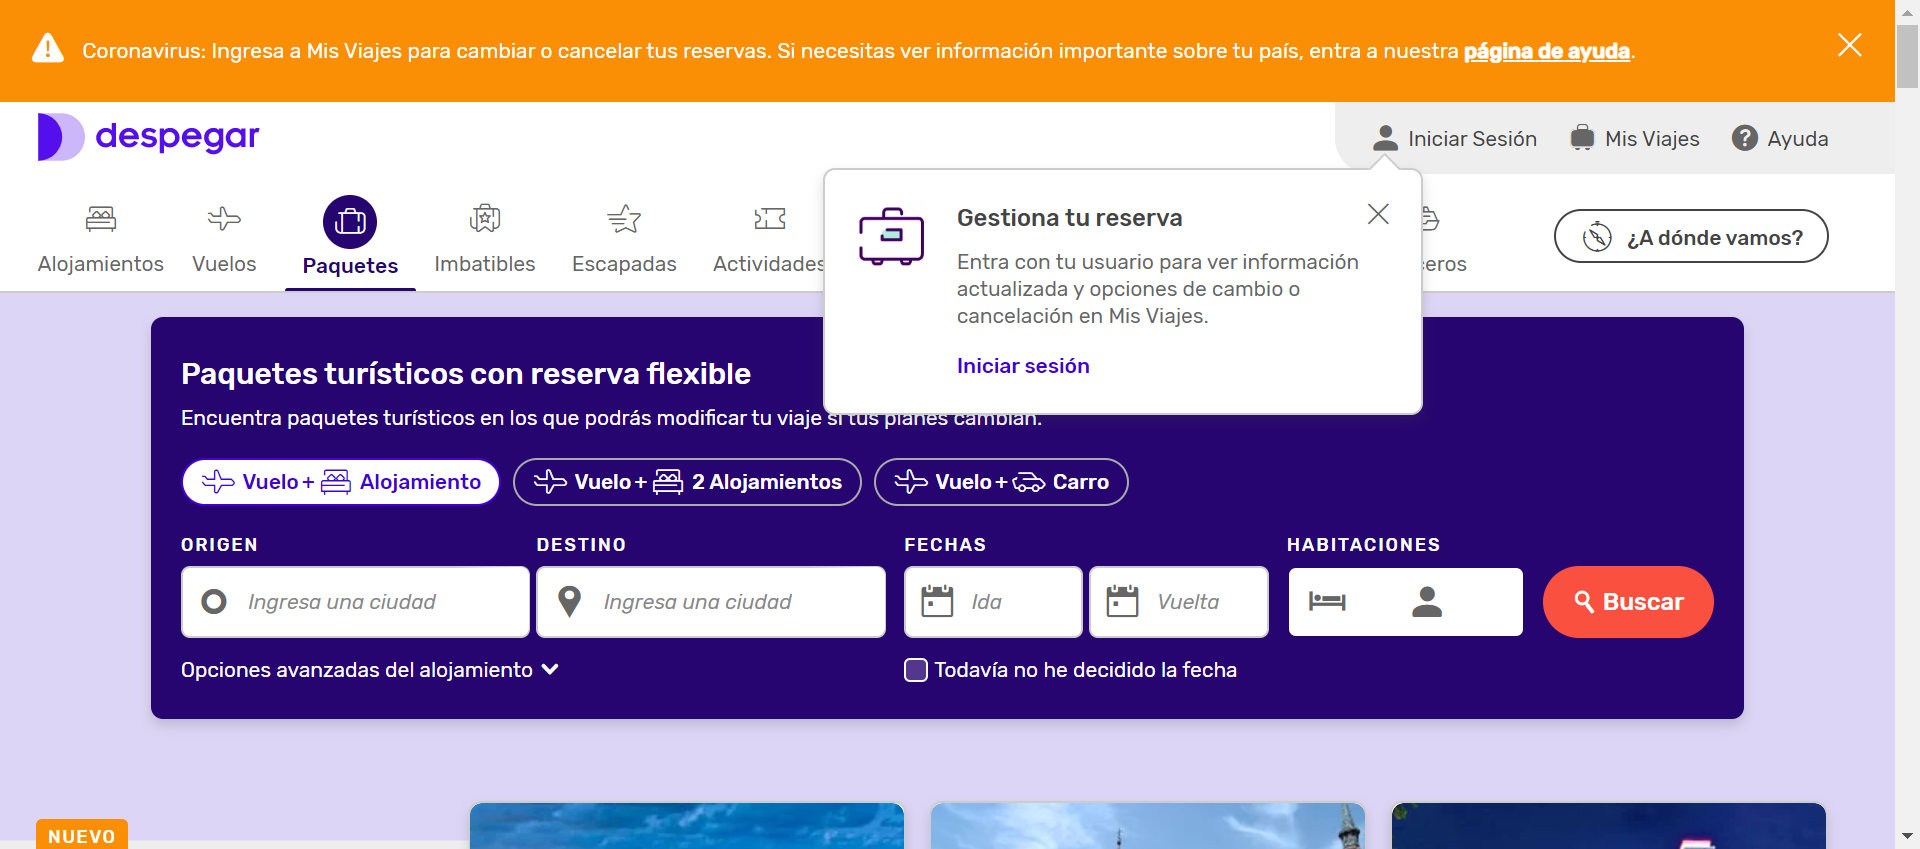 Coronavirus: Ingresa a Mis Viajes para cambiar o cancelar tus reservas. Si necesitas ver información importante sobre tu país, entra a nuestra página de ayuda.
despegar
Iniciar Sesión
Mis Viajes
Ayuda
Alojamientos
Vuelos
Paquetes
Imbatibles
Escapadas
Actividades
ceros
¿A dónde vamos?
Gestiona tu reserva
Entra con tu usuario para ver información
actualizada y opciones de cambio o
cancelación en Mis Viajes.
Iniciar sesión
Paquetes turísticos con reserva flexible
Encuentra paquetes turísticos en los que podrás modificar tu viaje si tus planes cambian.
Vuelo + Alojamiento
Vuelo + 2 Alojamientos
Vuelo + Carro
ORIGEN
DESTINO
FECHAS
HABITACIONES
Ingresa una ciudad
Ingresa una ciudad
Ida
Vuelta
Buscar
Opciones avanzadas del alojamiento
Todavía no he decidido la fecha
NUEVO